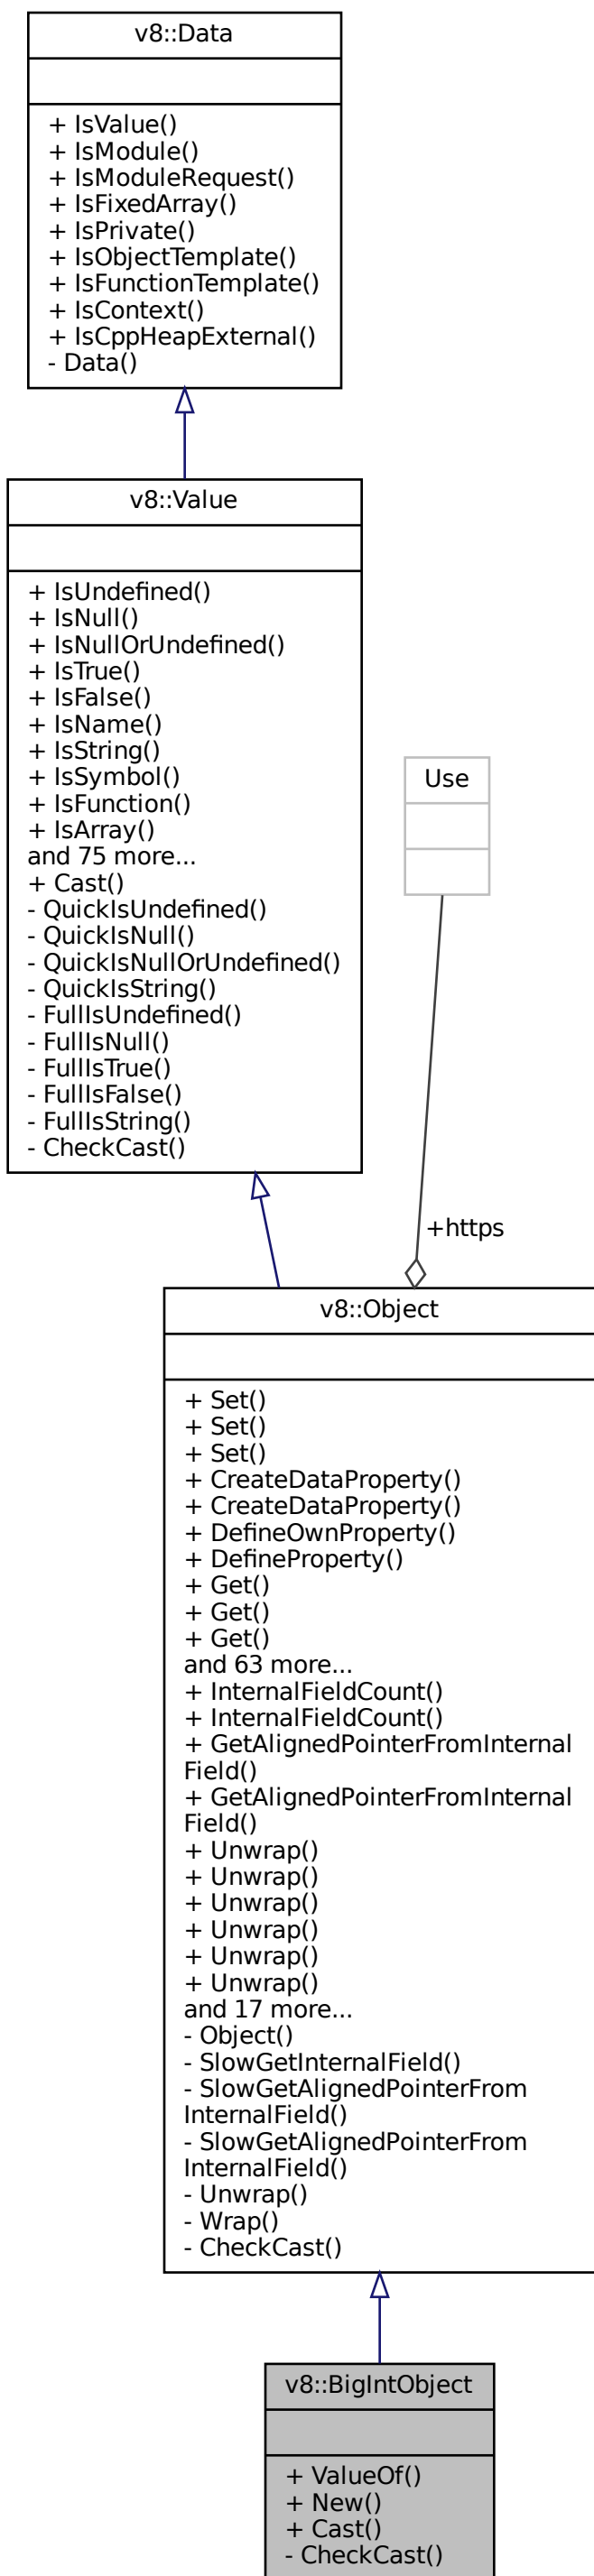 v8::Data
+ IsValue()
+ IsModule()
+ IsModuleRequest()
+ IsFixedArray()
+ IsPrivate()
+ IsObjectTemplate()
+ IsFunctionTemplate()
+ IsContext()
+ IsCppHeapExternal()
- Data()
v8::Value
+ IsUndefined()
+ IsNull()
+ IsNullOrUndefined()
+ IsTrue()
+ IsFalse()
+ IsName()
+ IsString()
+ IsSymbol()
+ IsFunction()
+ IsArray()
and 75 more...
+ Cast()
- QuickIsUndefined()
- QuickIsNull()
- QuickIsNullOrUndefined()
- QuickIsString()
- FullIsUndefined()
- FullIsNull()
- FullIsTrue()
- FullIsFalse()
- FullIsString()
- CheckCast()
Use
+https
v8::Object
+ Set()
+ Set()
+ Set()
+ CreateDataProperty()
+ CreateDataProperty()
+ DefineOwnProperty()
+ DefineProperty()
+ Get()
+ Get()
+ Get()
and 63 more...
+ InternalFieldCount()
+ InternalFieldCount()
+ GetAlignedPointerFromInternal
Field()
+ GetAlignedPointerFromInternal
Field()
+ Unwrap()
+ Unwrap()
+ Unwrap()
+ Unwrap()
+ Unwrap()
+ Unwrap()
and 17 more...
- Object()
- SlowGetInternalField()
- SlowGetAlignedPointerFrom
InternalField()
- SlowGetAlignedPointerFrom
InternalField()
- Unwrap()
- Wrap()
- CheckCast()
v8::BigIntObject
+ ValueOf()
+ New()
+ Cast()
- CheckCast()